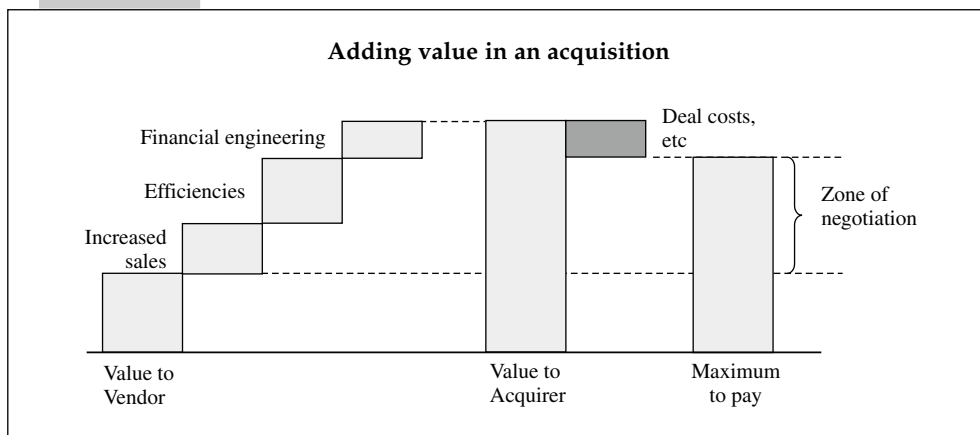 Adding value in an acquisition
Financial engineering
Deal costs,
etc
Efficiencies
Zone of
negotiation
Increased
sales
Value to
Vendor
Value to
Acquirer
Maximum
to pay